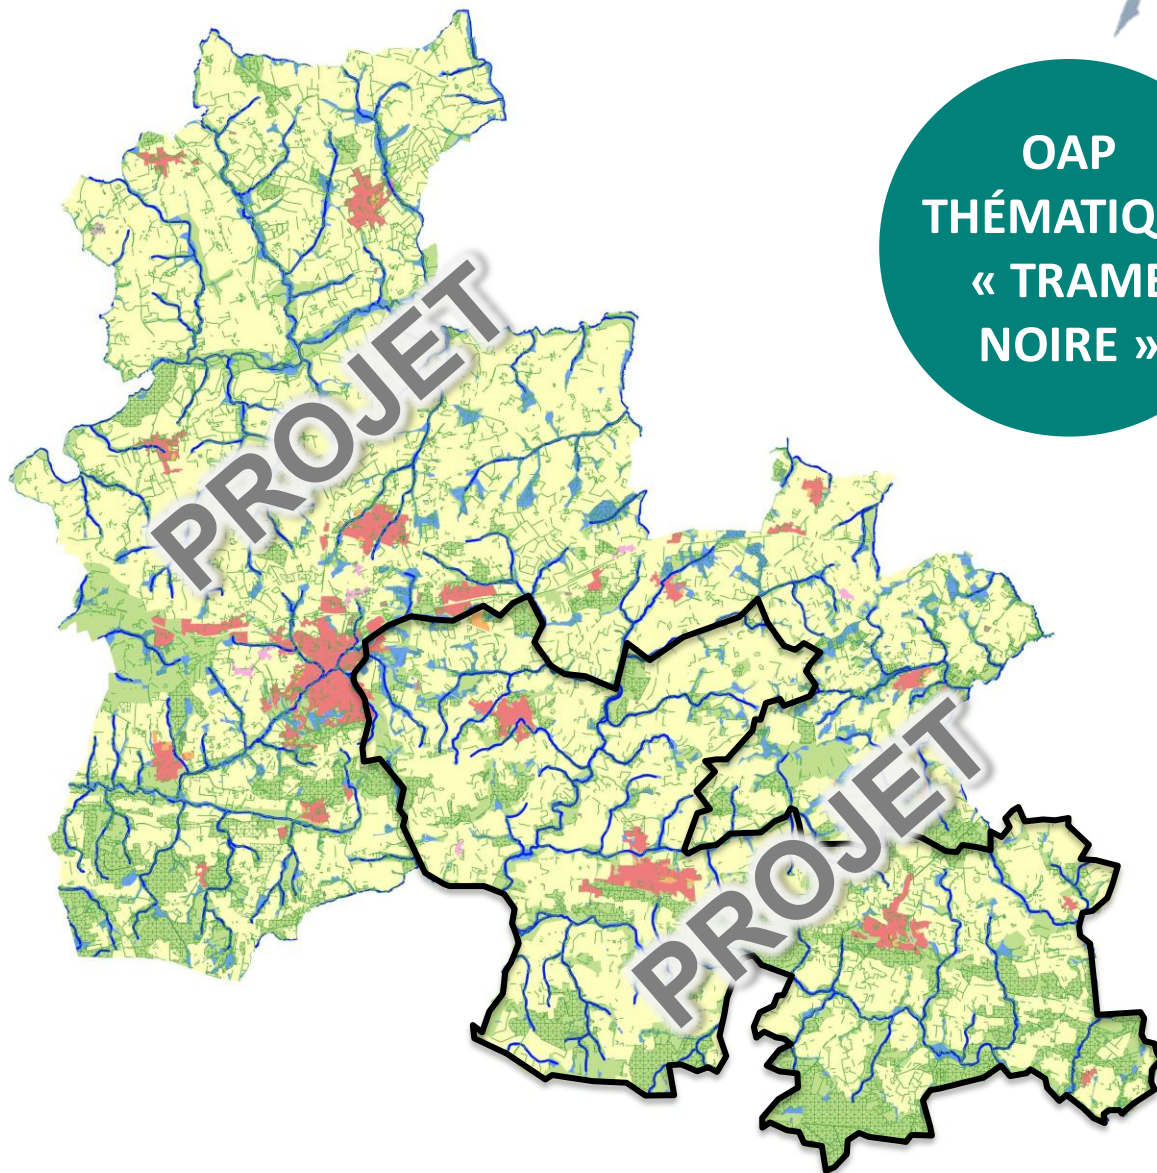 OAP
THÉMATIQ
« TRAME
NOIRE »
PROJET
PROJET